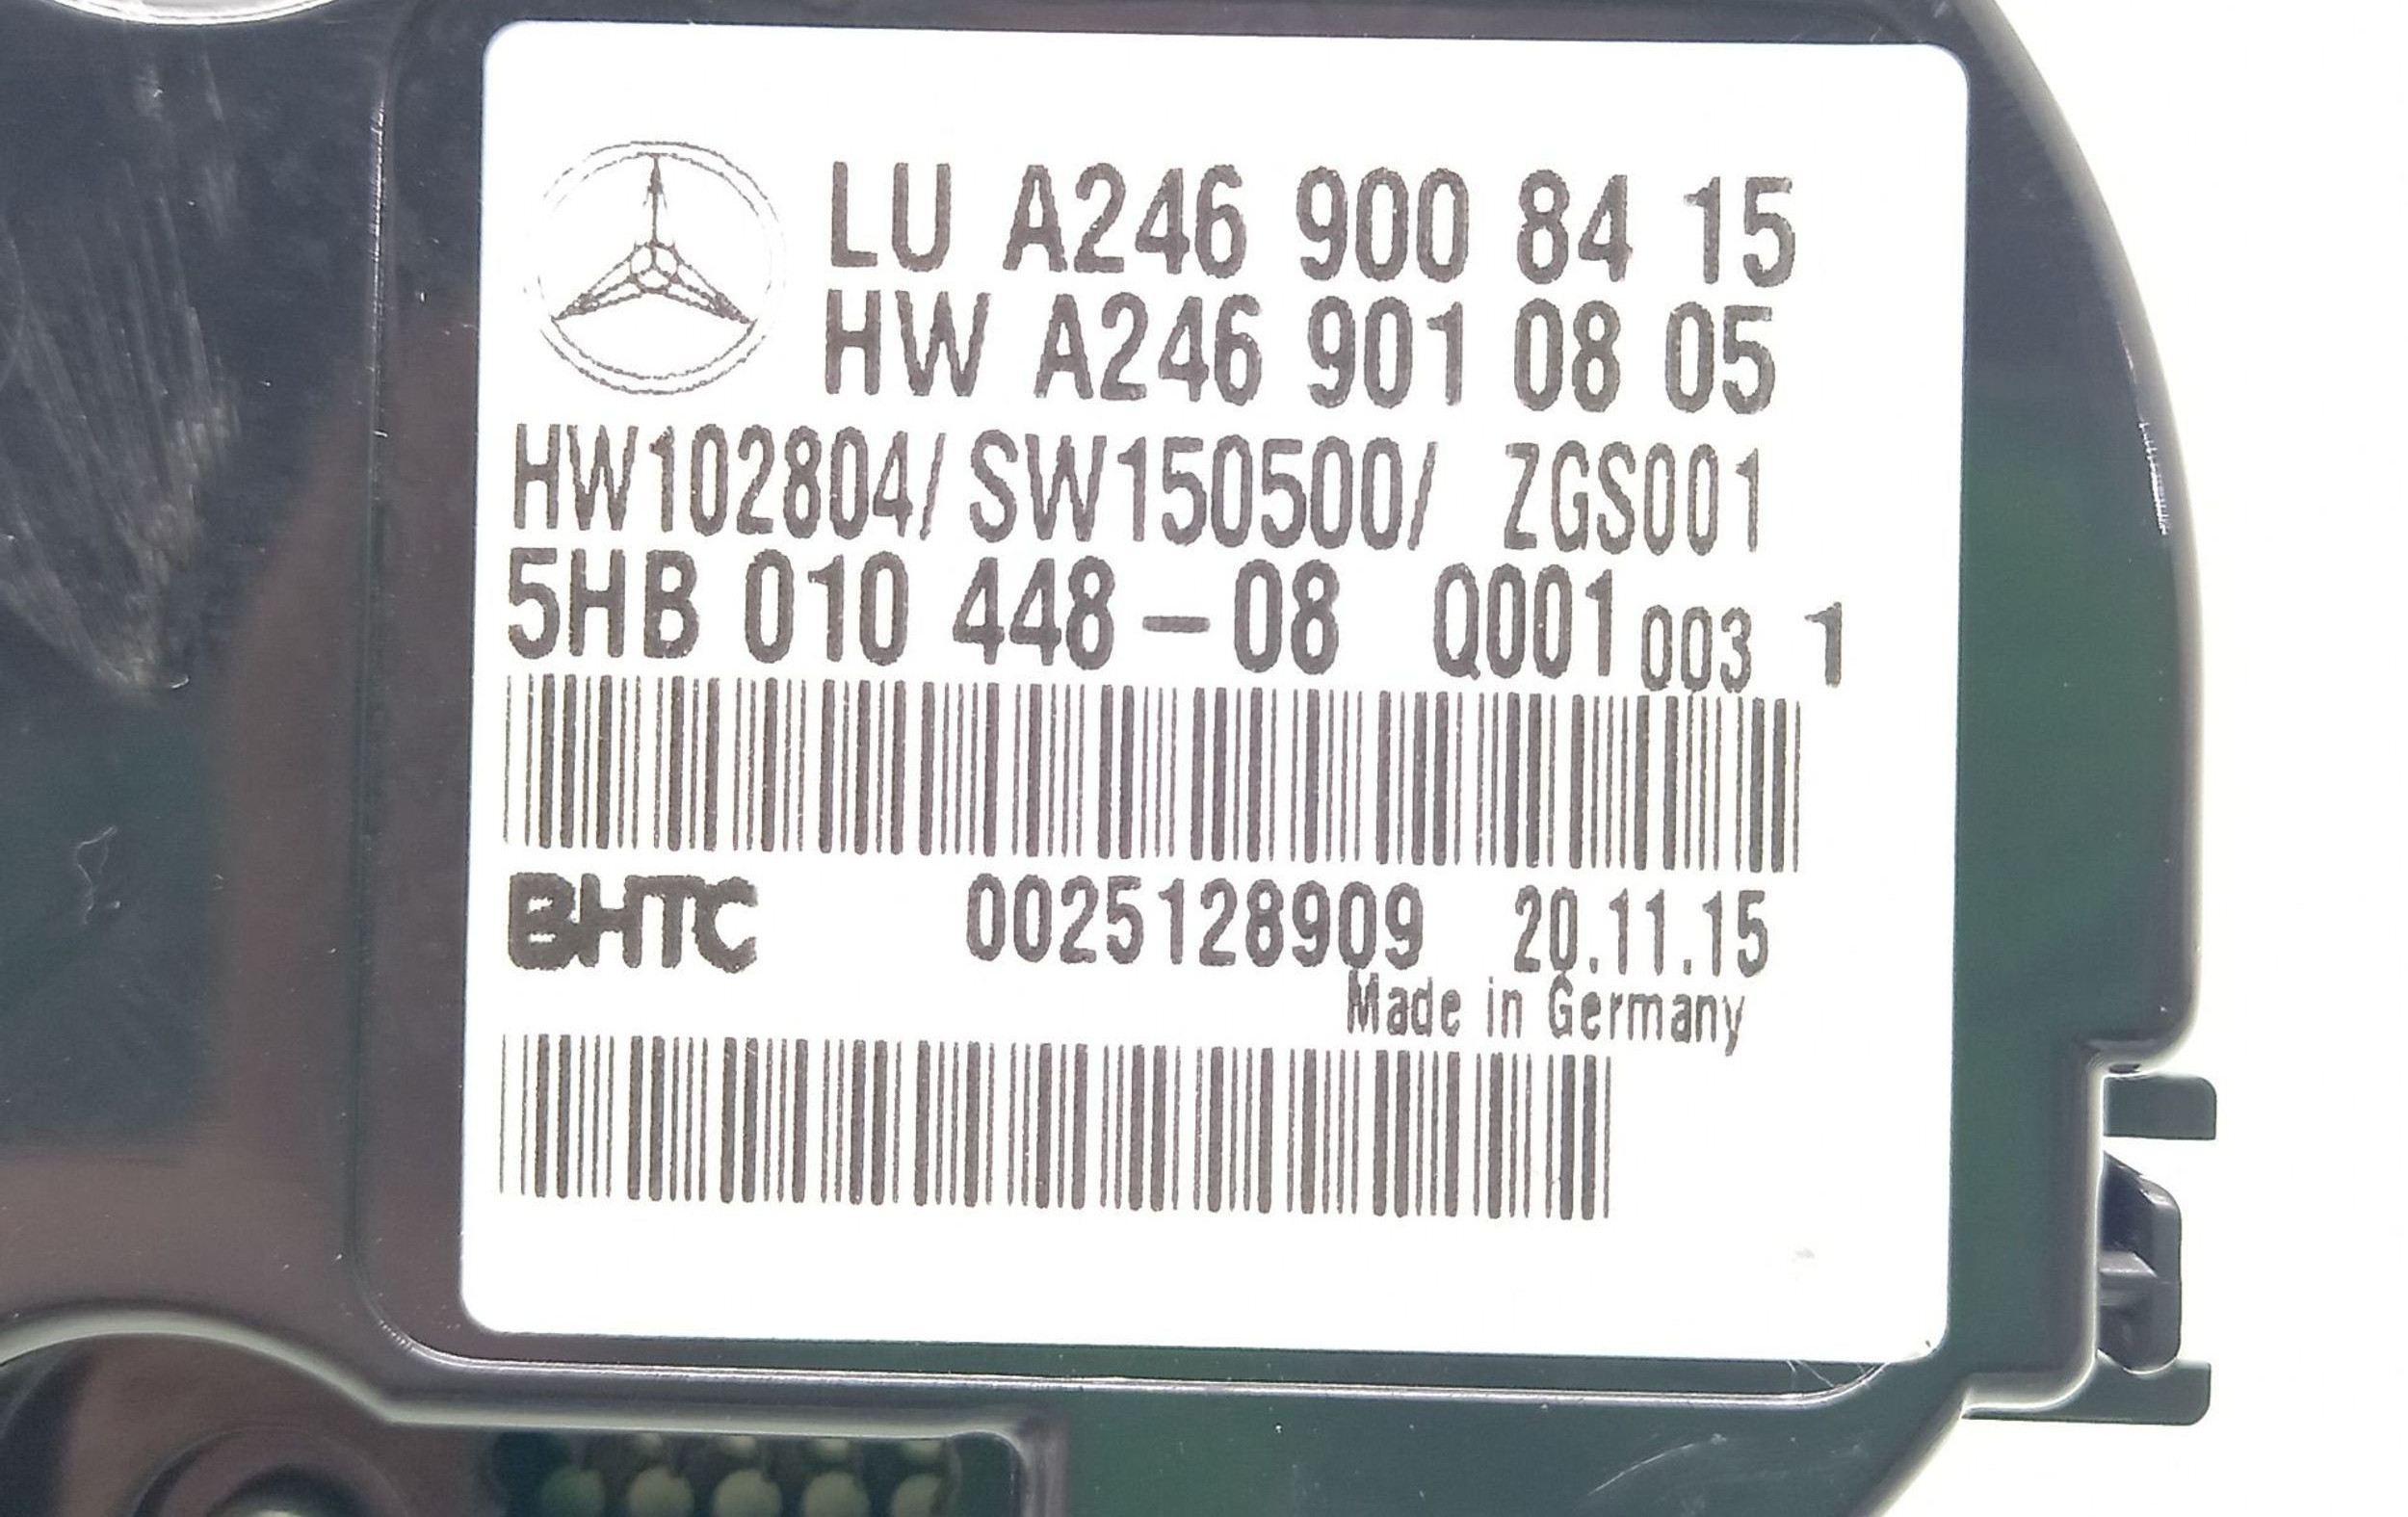 LU A246 900 84 15
HW A246 901 08 05
HW102804/ SW150500/ ZGS001
5HB 010 448-08 Q001 003 1
BHTC 0025128909 20.11.15
Made in Germany